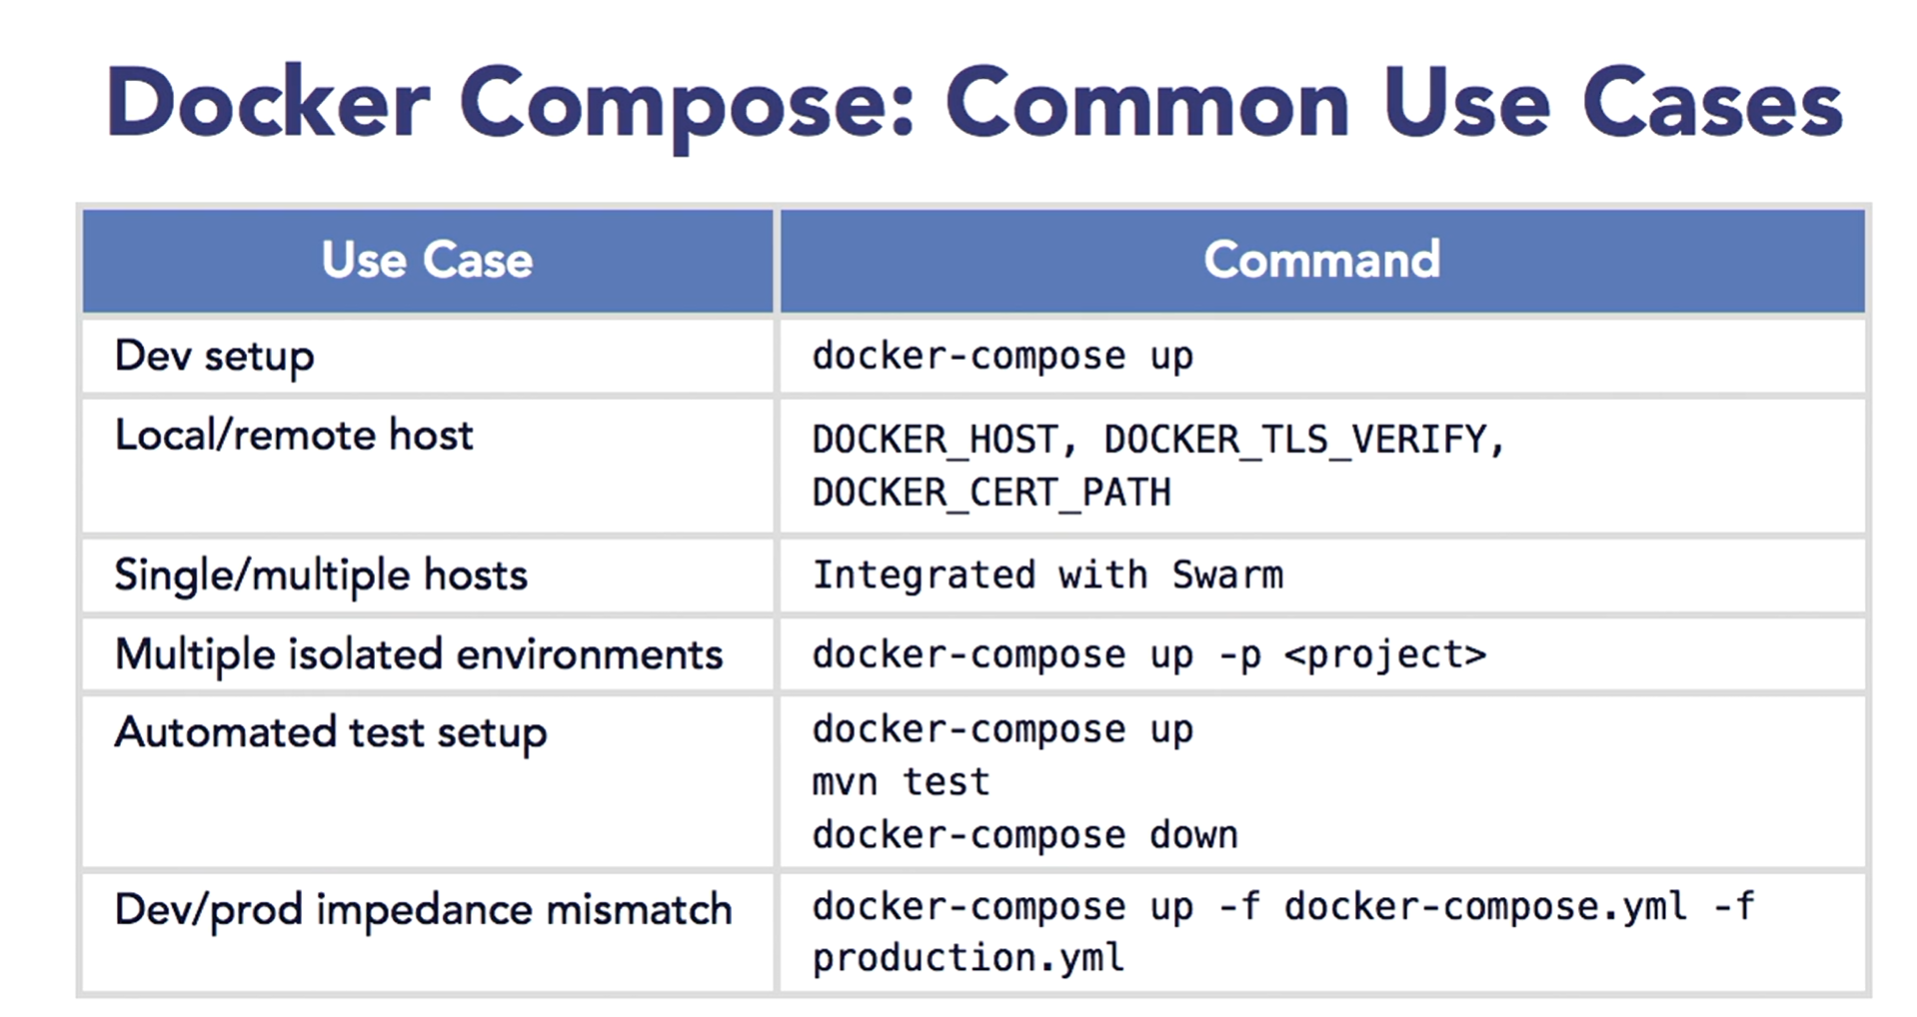 Docker Compose: Common Use Cases
Use Case
Command
Dev setup
docker-compose up
Local/remote host
DOCKER_HOST, DOCKER_TLS_VERIFY,
DOCKER_CERT_PATH
Single/multiple hosts
Integrated with Swarm
Multiple isolated environments
docker-compose up -p <project>
Automated test setup
docker-compose up
mvn test
docker-compose down
Dev/prod impedance mismatch
docker-compose up -f docker-compose.yml -f
production.yml